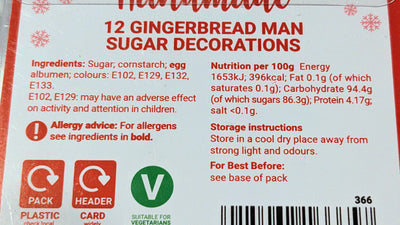 Handmade
12 GINGERBREAD MAN
SUGAR DECORATIONS
Ingredients: Sugar; cornstarch; egg
albumen; colours: E102, E129, E132,
E133.
E102, E129: may have an adverse effect
on activity and attention in children.
Allergy advice: For allergens
see ingredients in bold.
PACK
PLASTIC
check local
HEADER
CARD
widely
V
SUITABLE FOR
VEGETARIANS
Nutrition per 100g Energy
1653kJ; 396kcal; Fat 0.1g (of which
saturates 0.1g); Carbohydrate 94.4g
(of which sugars 86.3g); Protein 4.17g;
salt <0.1g.
Storage instructions
Store in a cool dry place away from
strong light and odours.
For Best Before:
see base of pack
366